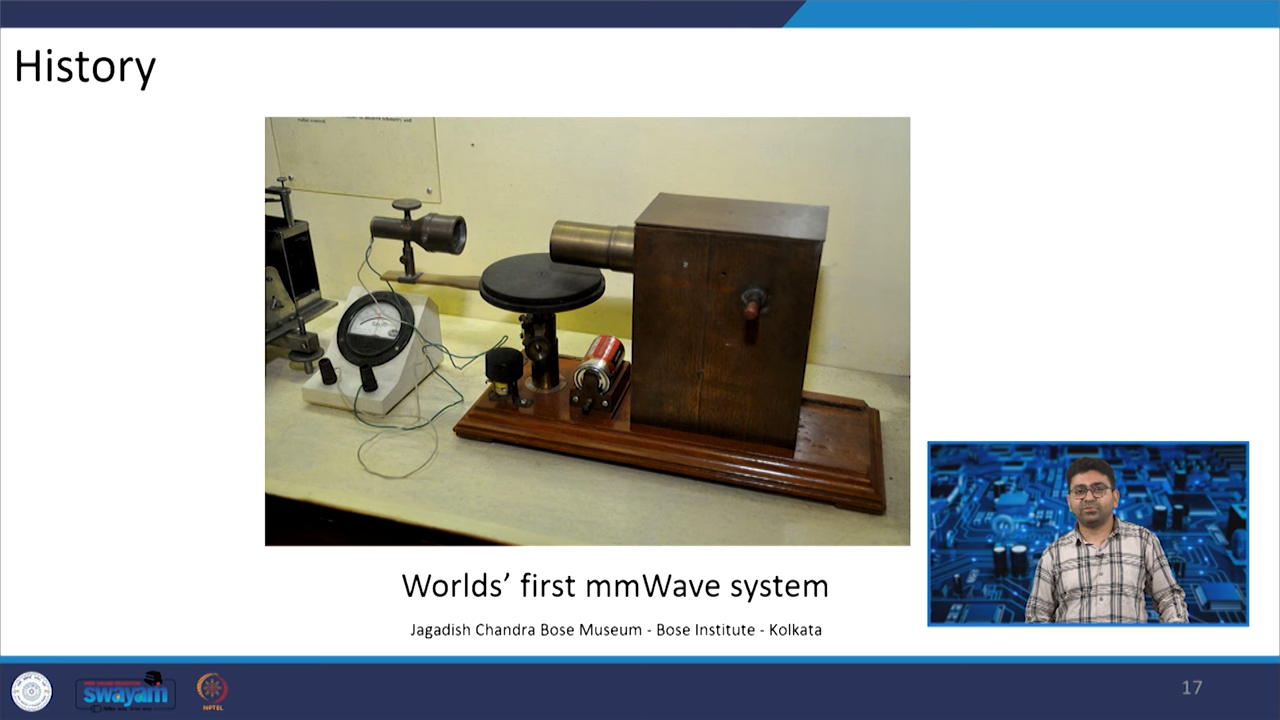 History
Worlds’ first mmWave system
Jagadish Chandra Bose Museum - Bose Institute - Kolkata
swayam
NPTEL
17